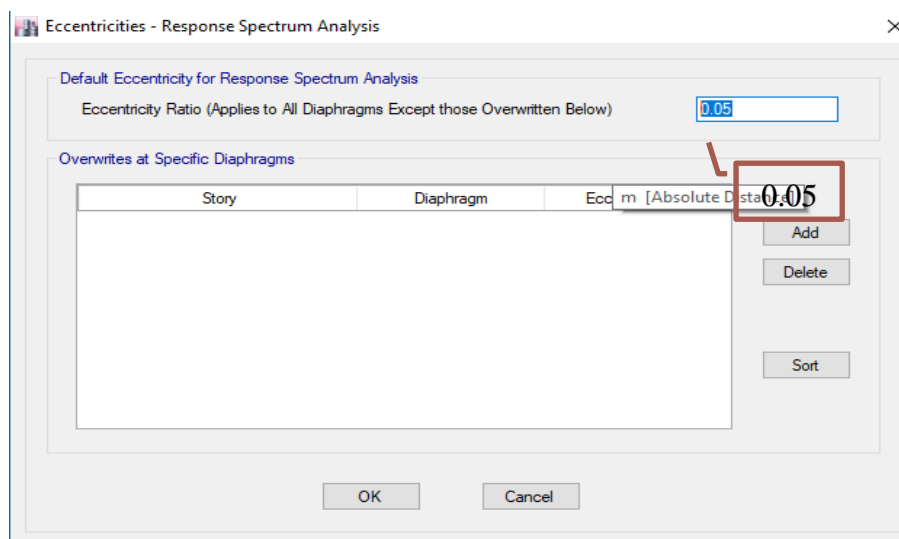 Eccentricities - Response Spectrum Analysis
Default Eccentricity for Response Spectrum Analysis
Eccentricity Ratio (Applies to All Diaphragms Except those Overwritten Below)
0.05
Overwrites at Specific Diaphragms
0.05
Story
Diaphragm
Ecc
m [Absolute Distance]
Add
Delete
Sort
OK
Cancel